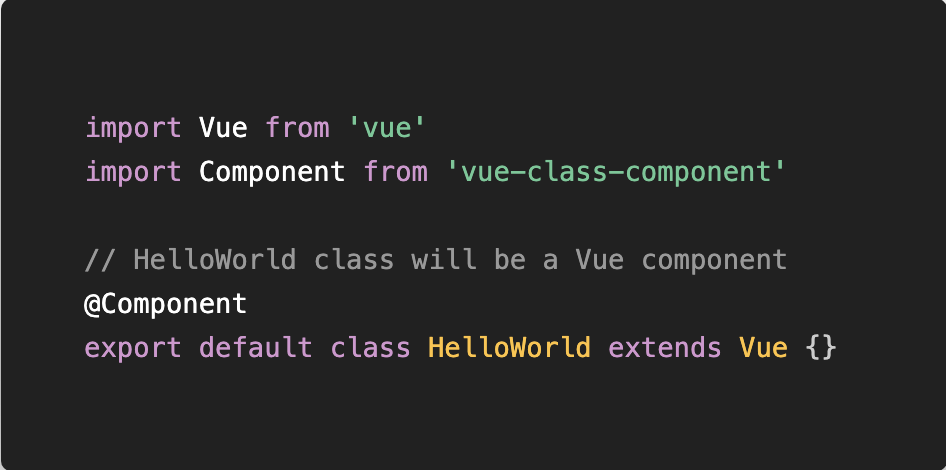 import Vue from 'vue'
import Component from 'vue-class-component'
// HelloWorld class will be a Vue component
@Component
export default class HelloWorld extends Vue {}